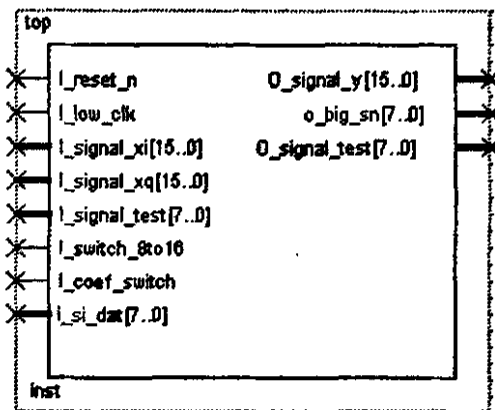 top
I_reset_n
I_low_clk
I_signal_xi[15..0]
I_signal_xq[15..0]
I_signal_test[7..0]
I_switch_8to16
I_coef_switch
i_si_dat[7..0]
O_signal_y[15..0]
o_big_sn[7..0]
O_signal_test[7..0]
inst